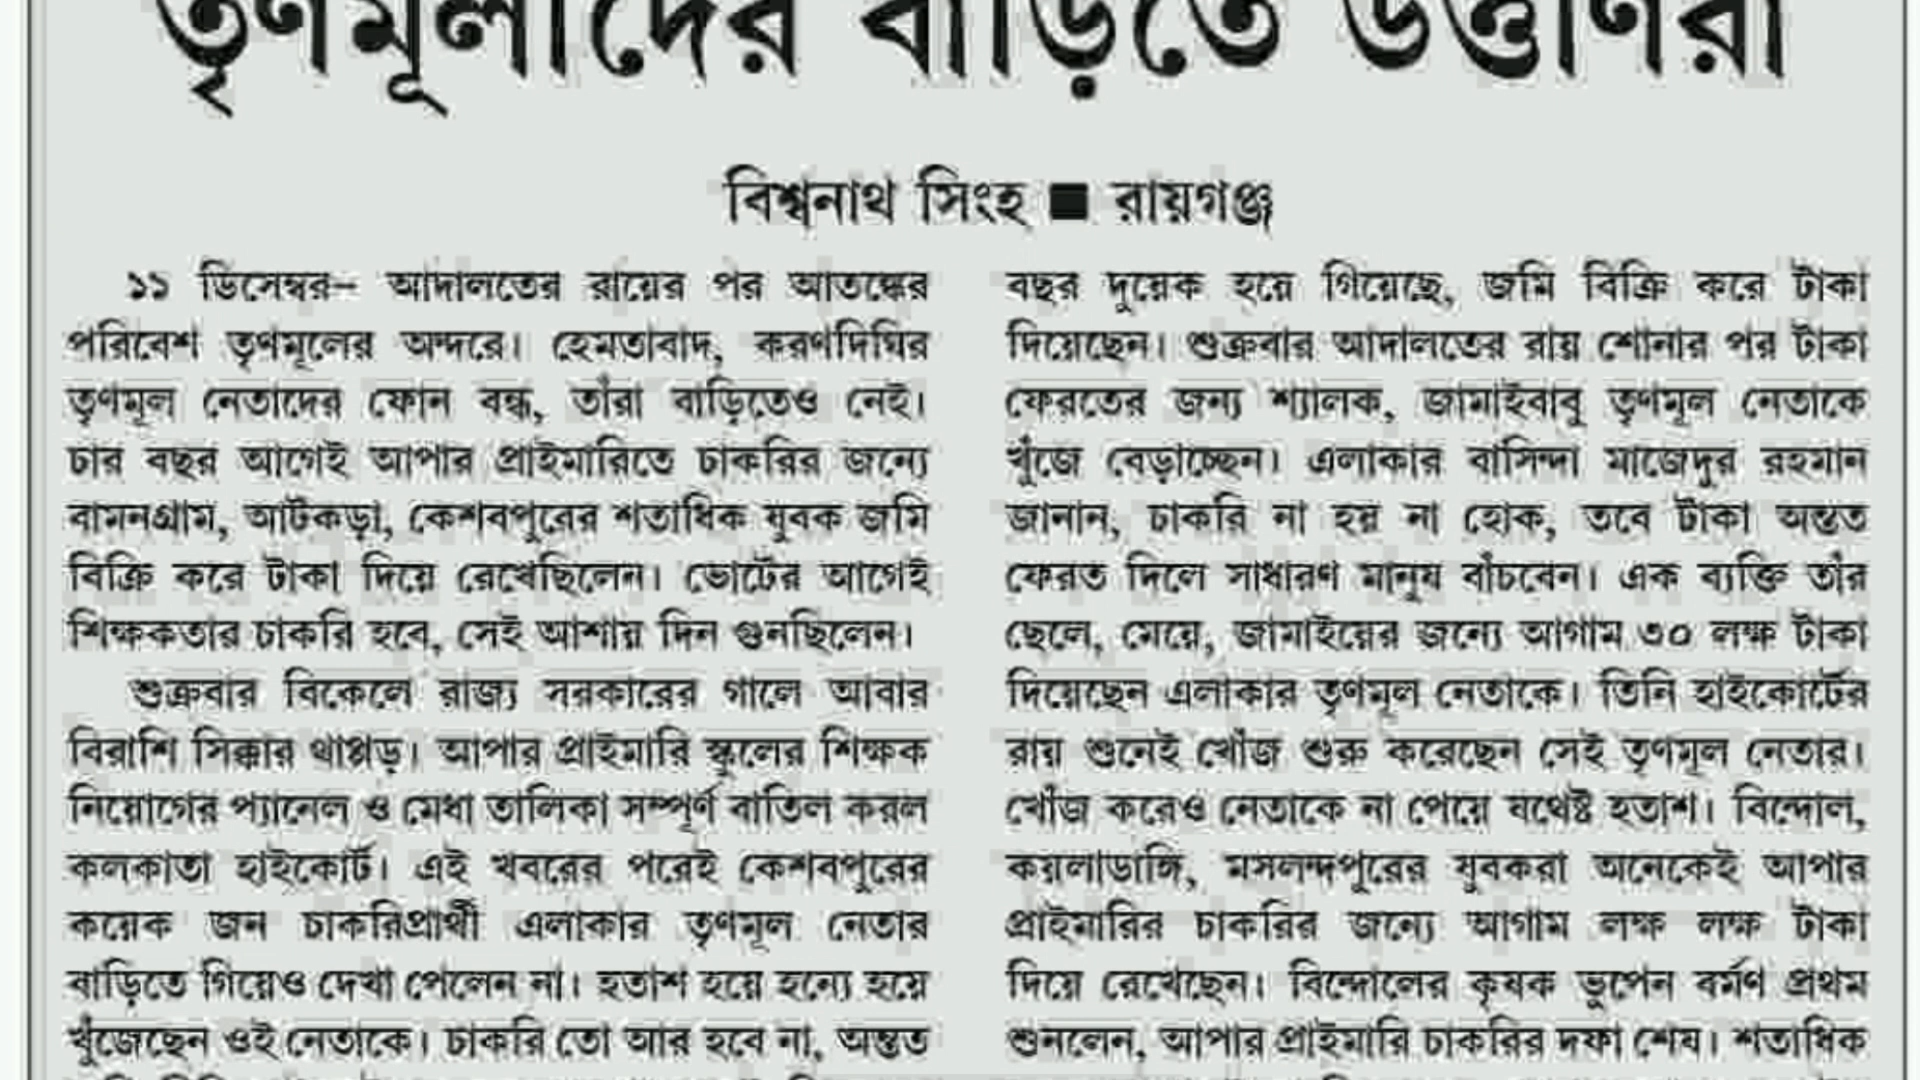 তৃণমূলীদের বাড়িতে উত্তীর্ণরা
বিশ্বনাথ সিংহ ■ রায়গঞ্জ
১১ ডিসেম্বর– আদালতের রায়ের পর আতঙ্কের
পরিবেশ তৃণমূলের অন্দরে। হেমতাবাদ, করণদিঘির
তৃণমূল নেতাদের ফোন বন্ধ, তাঁরা বাড়িতেও নেই।
চার বছর আগেই আপার প্রাইমারিতে চাকরির জন্যে
বামনগ্রাম, আটকড়া, কেশবপুরের শতাধিক যুবক জমি
বিক্রি করে টাকা দিয়ে রেখেছিলেন। ভোটের আগেই
শিক্ষকতার চাকরি হবে, সেই আশায় দিন গুনছিলেন।
শুক্রবার বিকেলে রাজ্য সরকারের গালে আবার
বিরাশি সিক্কার থাপ্পড়। আপার প্রাইমারি স্কুলের শিক্ষক
নিয়োগের প্যানেল ও মেধা তালিকা সম্পূর্ণ বাতিল করল
কলকাতা হাইকোর্ট। এই খবরের পরেই কেশবপুরের
কয়েক জন চাকরিপ্রার্থী এলাকার তৃণমূল নেতার
বাড়িতে গিয়েও দেখা পেলেন না। হতাশ হয়ে হন্যে হয়ে
খুঁজেছেন ওই নেতাকে। চাকরি তো আর হবে না, অন্তত
বছর দুয়েক হয়ে গিয়েছে, জমি বিক্রি করে টাকা
দিয়েছেন। শুক্রবার আদালতের রায় শোনার পর টাকা
ফেরতের জন্য শ্যালক, জামাইবাবু তৃণমূল নেতাকে
খুঁজে বেড়াচ্ছেন। এলাকার বাসিন্দা মাজেদুর রহমান
জানান, চাকরি না হয় না হোক, তবে টাকা অন্তত
ফেরত দিলে সাধারণ মানুষ বাঁচবেন। এক ব্যক্তি তাঁর
ছেলে, মেয়ে, জামাইয়ের জন্যে আগাম ৩০ লক্ষ টাকা
দিয়েছেন এলাকার তৃণমূল নেতাকে। তিনি হাইকোর্টের
রায় শুনেই খোঁজ শুরু করেছেন সেই তৃণমূল নেতার।
খোঁজ করেও নেতাকে না পেয়ে যথেষ্ট হতাশ। বিন্দোল,
কয়লাডাঙ্গি, মসলন্দপুরের যুবকরা অনেকেই আপার
প্রাইমারির চাকরির জন্যে আগাম লক্ষ লক্ষ টাকা
দিয়ে রেখেছেন। বিন্দোলের কৃষক ভুপেন বর্মণ প্রথম
শুনলেন, আপার প্রাইমারি চাকরির দফা শেষ। শতাধিক